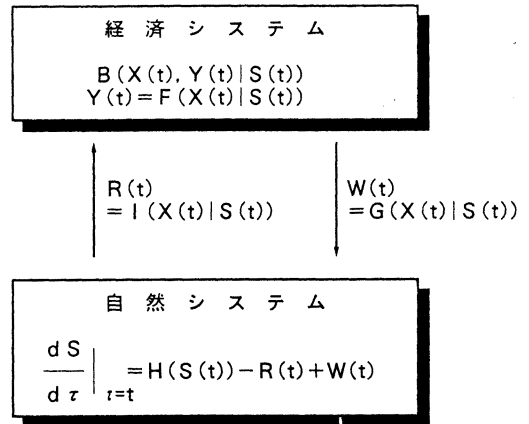 経済システム
B(X(t), Y(t)|S(t))
Y(t)=F(X(t)|S(t))
R(t)
=I(X(t)|S(t))
W(t)
=G(X(t)|S(t))
自然システム
dS/dτ| τ=t =H(S(t))-R(t)+W(t)